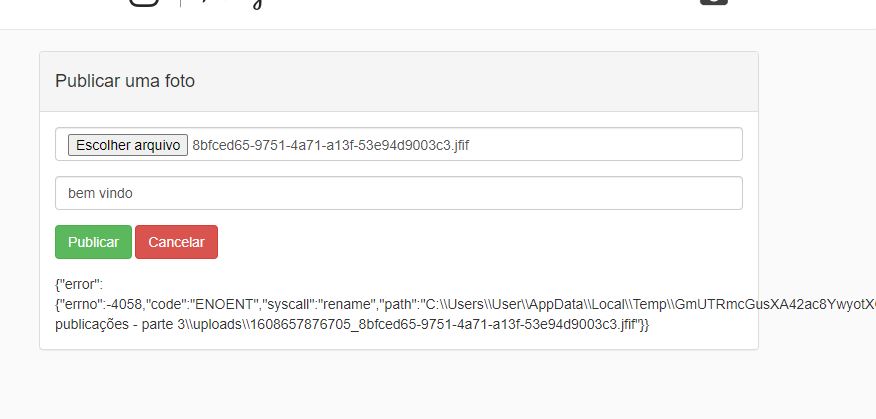 Publicar uma foto
Escolher arquivo 8bfced65-9751-4a71-a13f-53e94d9003c3.jfif
bem vindo
Publicar Cancelar
{"error":
{"errno":-4058,"code":"ENOENT","syscall":"rename","path":"C:\\Users\\User\\AppData\\Local\\Temp\\GmUTRmcGusXA42ac8YwyotX
publicações - parte 3\\uploads\\1608657876705_8bfced65-9751-4a71-a13f-53e94d9003c3.jfif"}}